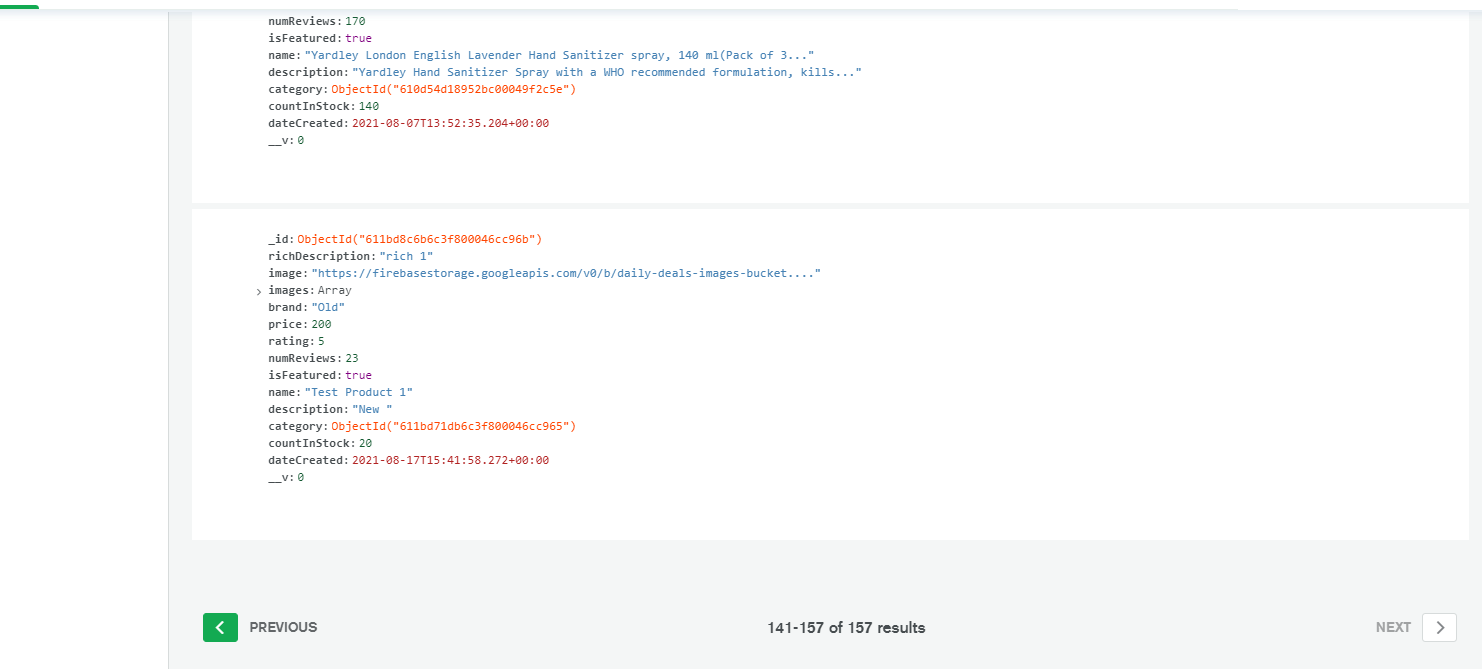 numReviews: 170
isFeatured: true
name: "Yardley London English Lavender Hand Sanitizer spray, 140 ml(Pack of 3..."
description: "Yardley Hand Sanitizer Spray with a WHO recommended formulation, kills..."
category: ObjectId("610d54d18952bc00049f2c5e")
countInStock: 140
dateCreated: 2021-08-07T13:52:35.204+00:00
__v: 0
_id: ObjectId("611bd8c6b6c3f800046cc96b")
richDescription: "rich 1"
image: "https://firebasestorage.googleapis.com/v0/b/daily-deals-images-bucket...."
images: Array
brand: "Old"
price: 200
rating: 5
numReviews: 23
isFeatured: true
name: "Test Product 1"
description: "New "
category: ObjectId("611bd71db6c3f800046cc965")
countInStock: 20
dateCreated: 2021-08-17T15:41:58.272+00:00
__v: 0
PREVIOUS 141-157 of 157 results NEXT